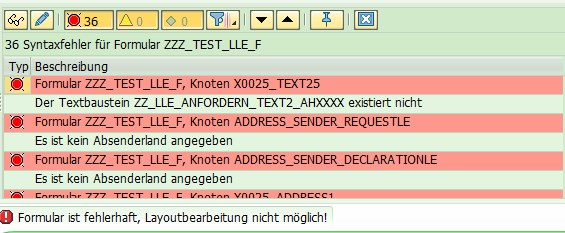 36 0 0
36 Syntaxfehler für Formular ZZZ_TEST_LLE_F
Typ Beschreibung
Formular ZZZ_TEST_LLE_F, Knoten X0025_TEXT25
Der Textbaustein ZZ_LLE_ANFORDERN_TEXT2_AHXXXX existiert nicht
Formular ZZZ_TEST_LLE_F, Knoten ADDRESS_SENDER_REQUESTLE
Es ist kein Absenderland angegeben
Formular ZZZ_TEST_LLE_F, Knoten ADDRESS_SENDER_DECLARATIONLE
Es ist kein Absenderland angegeben
Formular ZZZ_TEST_LLE_F, Knoten X0025_ADDRESS1
Formular ist fehlerhaft, Layoutbearbeitung nicht möglich!